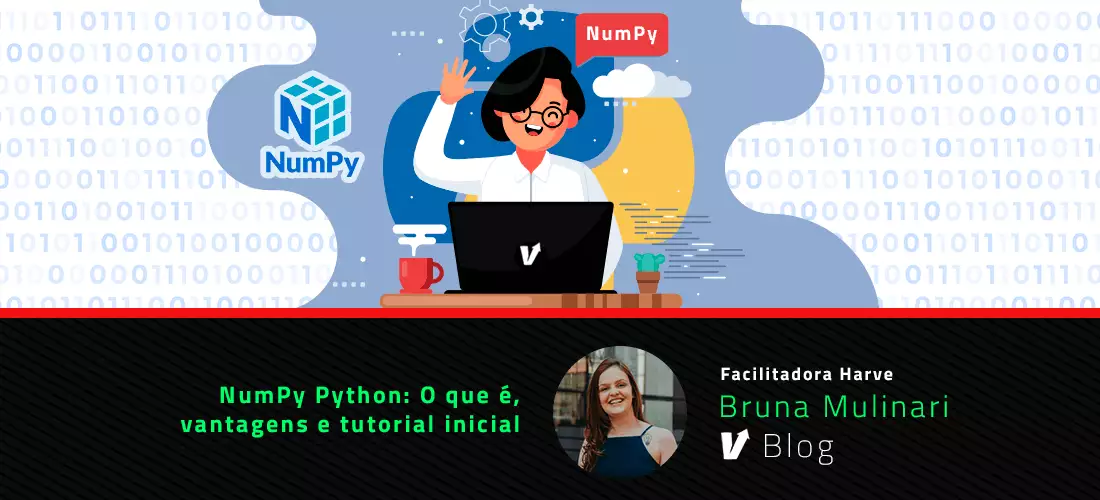 NumPy
NumPy
NumPy Python: O que é,
vantagens e tutorial inicial
Facilitadora Harve
Bruna Mulinari
Blog